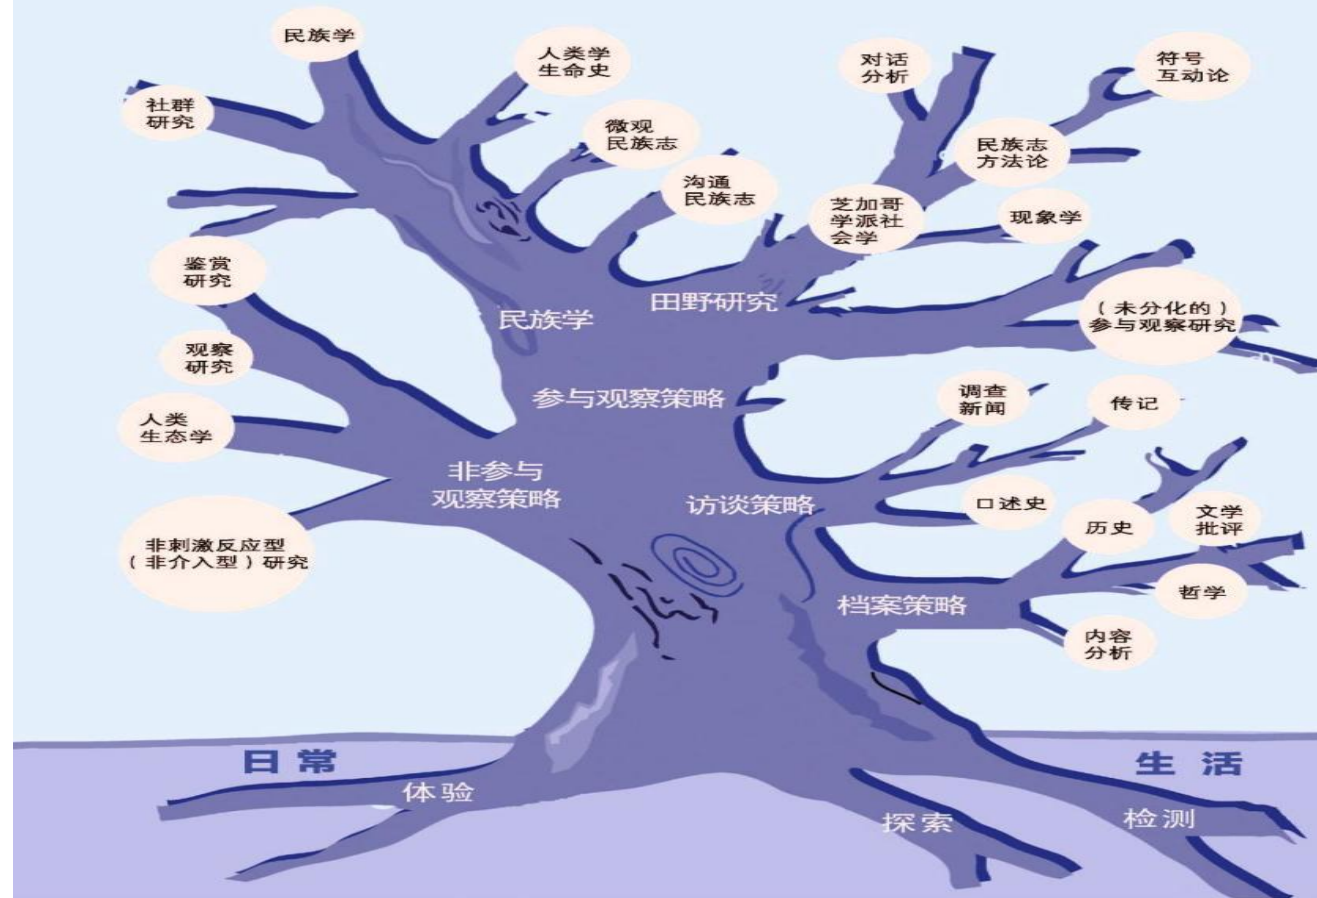 民族学
人类学
生命史
对话
分析
符号
互动论
社群
研究
微观
民族志
民族志
方法论
沟通
民族志
芝加哥
学派社
会学
现象学
鉴赏
研究
田野研究
民族学
（未分化的）
参与观察研究
观察
研究
参与观察策略
调查
新闻
传记
人类
生态学
非参与
观察策略
访谈策略
口述史
历史
文学
批评
非刺激反应型
（非介入型）研究
档案策略
哲学
内容
分析
日常
生活
体验
探索
检测